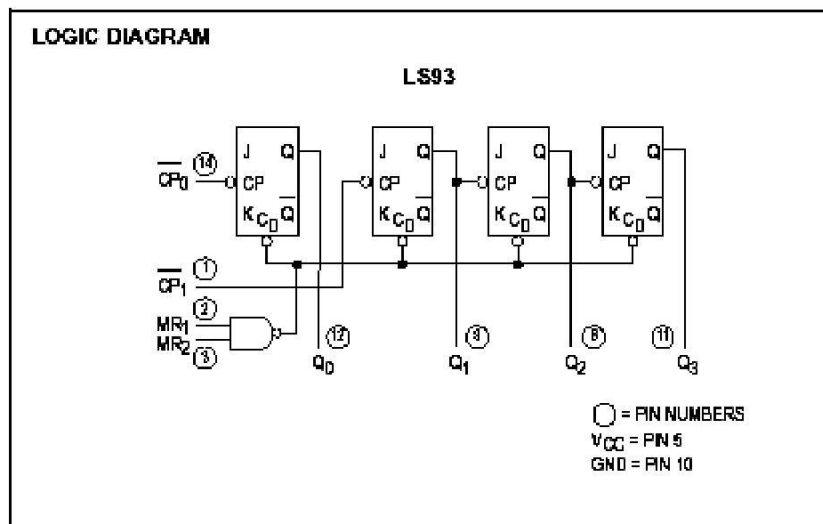 LOGIC DIAGRAM
LS93
J Q J Q J Q J Q
14
CP0 CP CP CP CP
K CD Q K CD Q K CD Q K CD Q
1
CP1
2
MR1
MR2
3
12 9 8 11
Q0 Q1 Q2 Q3
= PIN NUMBERS
VCC = PIN 5
GND = PIN 10